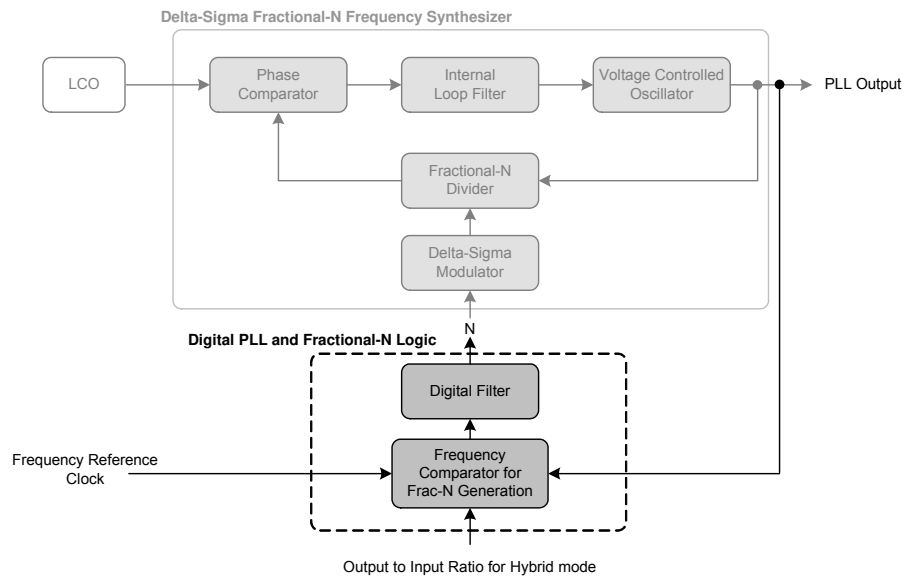 Delta-Sigma Fractional-N Frequency Synthesizer
LCO
Phase
Comparator
Internal
Loop Filter
Voltage Controlled
Oscillator
PLL Output
Fractional-N
Divider
Delta-Sigma
Modulator
N
Digital PLL and Fractional-N Logic
Digital Filter
Frequency Reference
Clock
Frequency
Comparator for
Frac-N Generation
Output to Input Ratio for Hybrid mode